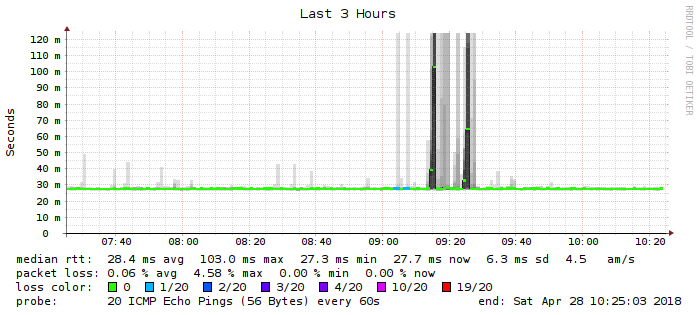 Last 3 Hours
RRDTOOL / TOBI OETIKER
Seconds
120 m
110 m
100 m
90 m
80 m
70 m
60 m
50 m
40 m
30 m
20 m
10 m
0
07:40 08:00 08:20 08:40 09:00 09:20 09:40 10:00 10:20
median rtt: 28.4 ms avg 103.0 ms max 27.3 ms min 27.7 ms now 6.3 ms sd 4.5 am/s
packet loss: 0.06 % avg 4.58 % max 0.00 % min 0.00 % now
loss color: 0 1/20 2/20 3/20 4/20 10/20 19/20
probe: 20 ICMP Echo Pings (56 Bytes) every 60s end: Sat Apr 28 10:25:03 2018